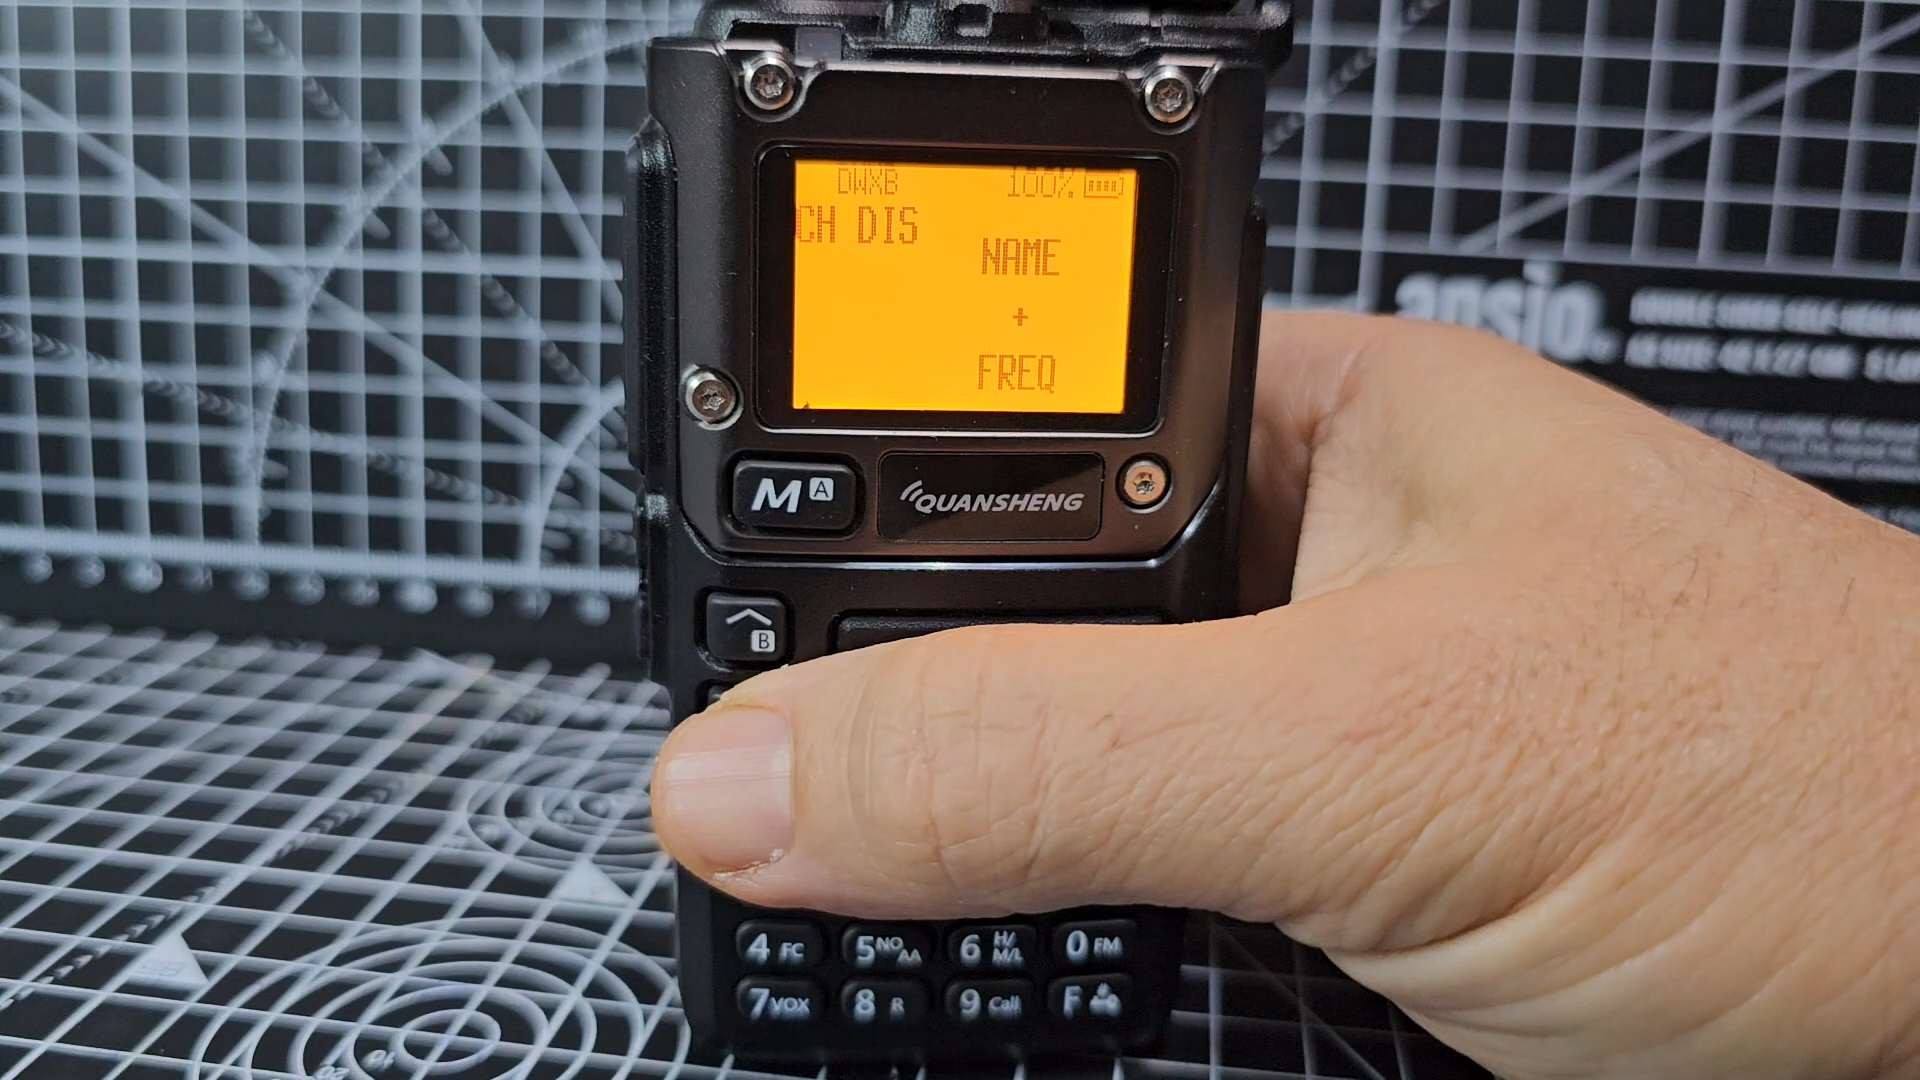 DWXB 100%
CH DIS
NAME
+
FREQ
M A
QUANSHENG
B
4 FC 5 NO AA 6 H/M/L 0 FM
7 VOX 8 R 9 Call F
ansio